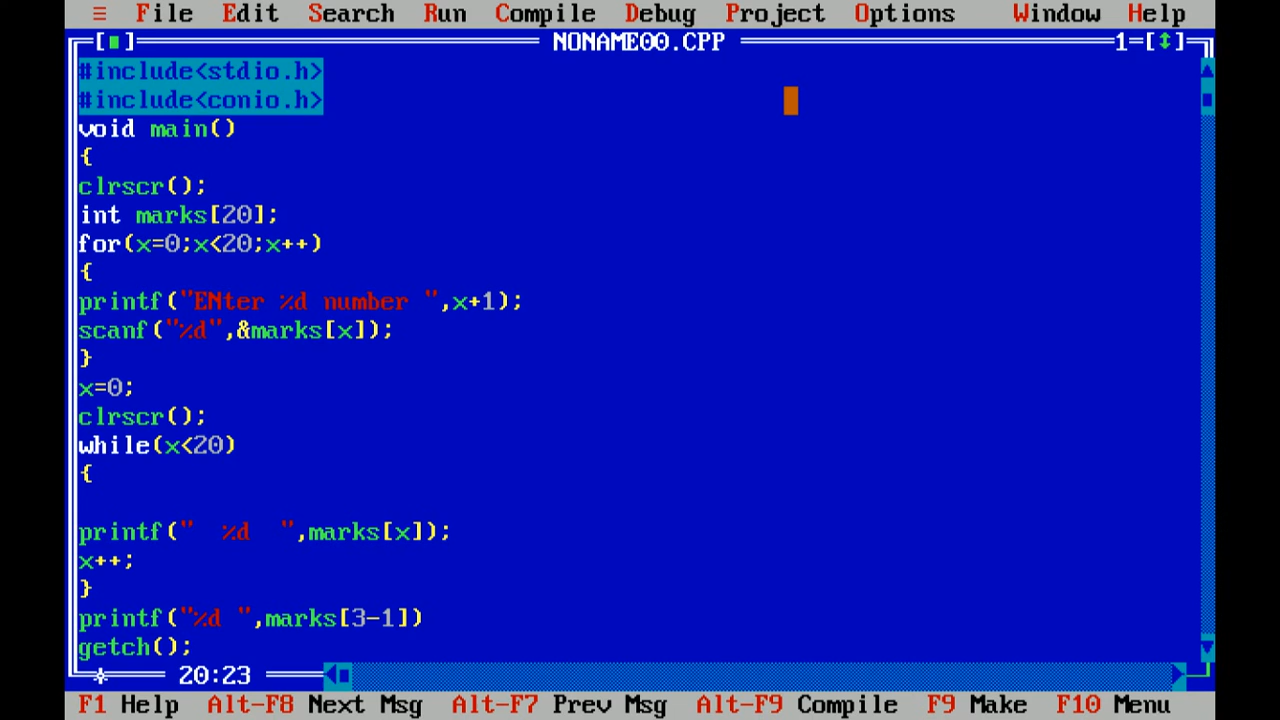 ≡ File Edit Search Run Compile Debug Project Options Window Help
[■] NONAME00.CPP 1=[↕]
#include<stdio.h>
#include<conio.h>
void main()
{
clrscr();
int marks[20];
for(x=0;x<20;x++)
{
printf("ENter %d number ",x+1);
scanf("%d",&marks[x]);
}
x=0;
clrscr();
while(x<20)
{
printf("  %d  ",marks[x]);
x++;
}
printf("%d ",marks[3-1])
getch();
20:23
F1 Help Alt-F8 Next Msg Alt-F7 Prev Msg Alt-F9 Compile F9 Make F10 Menu